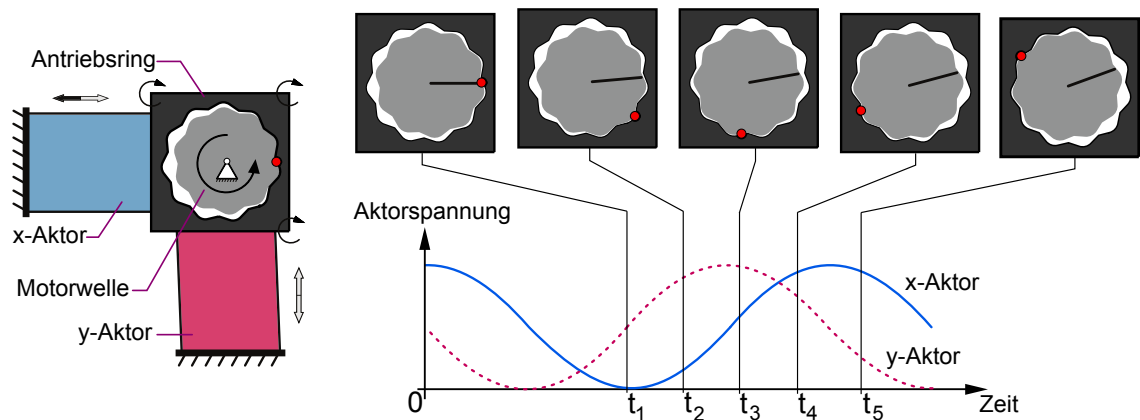 Antriebsring
x-Aktor
Motorwelle
y-Aktor
Aktorspannung
x-Aktor
y-Aktor
0
t1
t2
t3
t4
t5
Zeit